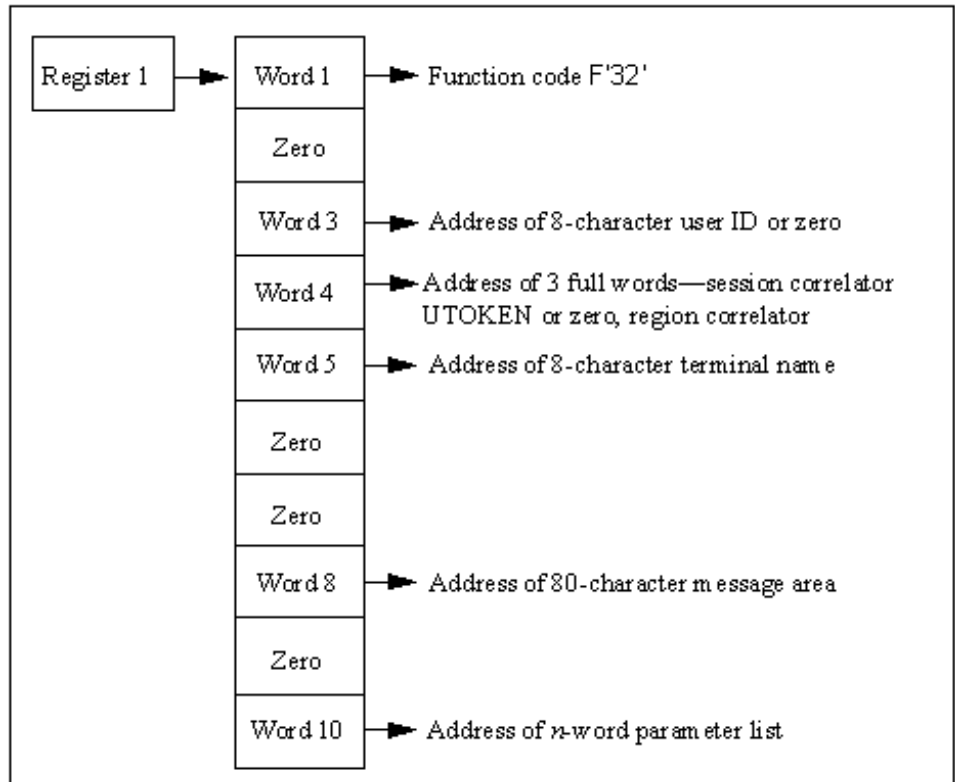 Register 1
Word 1
Function code F'32'
Zero
Word 3
Address of 8-character user ID or zero
Word 4
Address of 3 full words—session correlator
UTOKEN or zero, region correlator
Word 5
Address of 8-character terminal name
Zero
Zero
Word 8
Address of 80-character message area
Zero
Word 10
Address of n-word parameter list